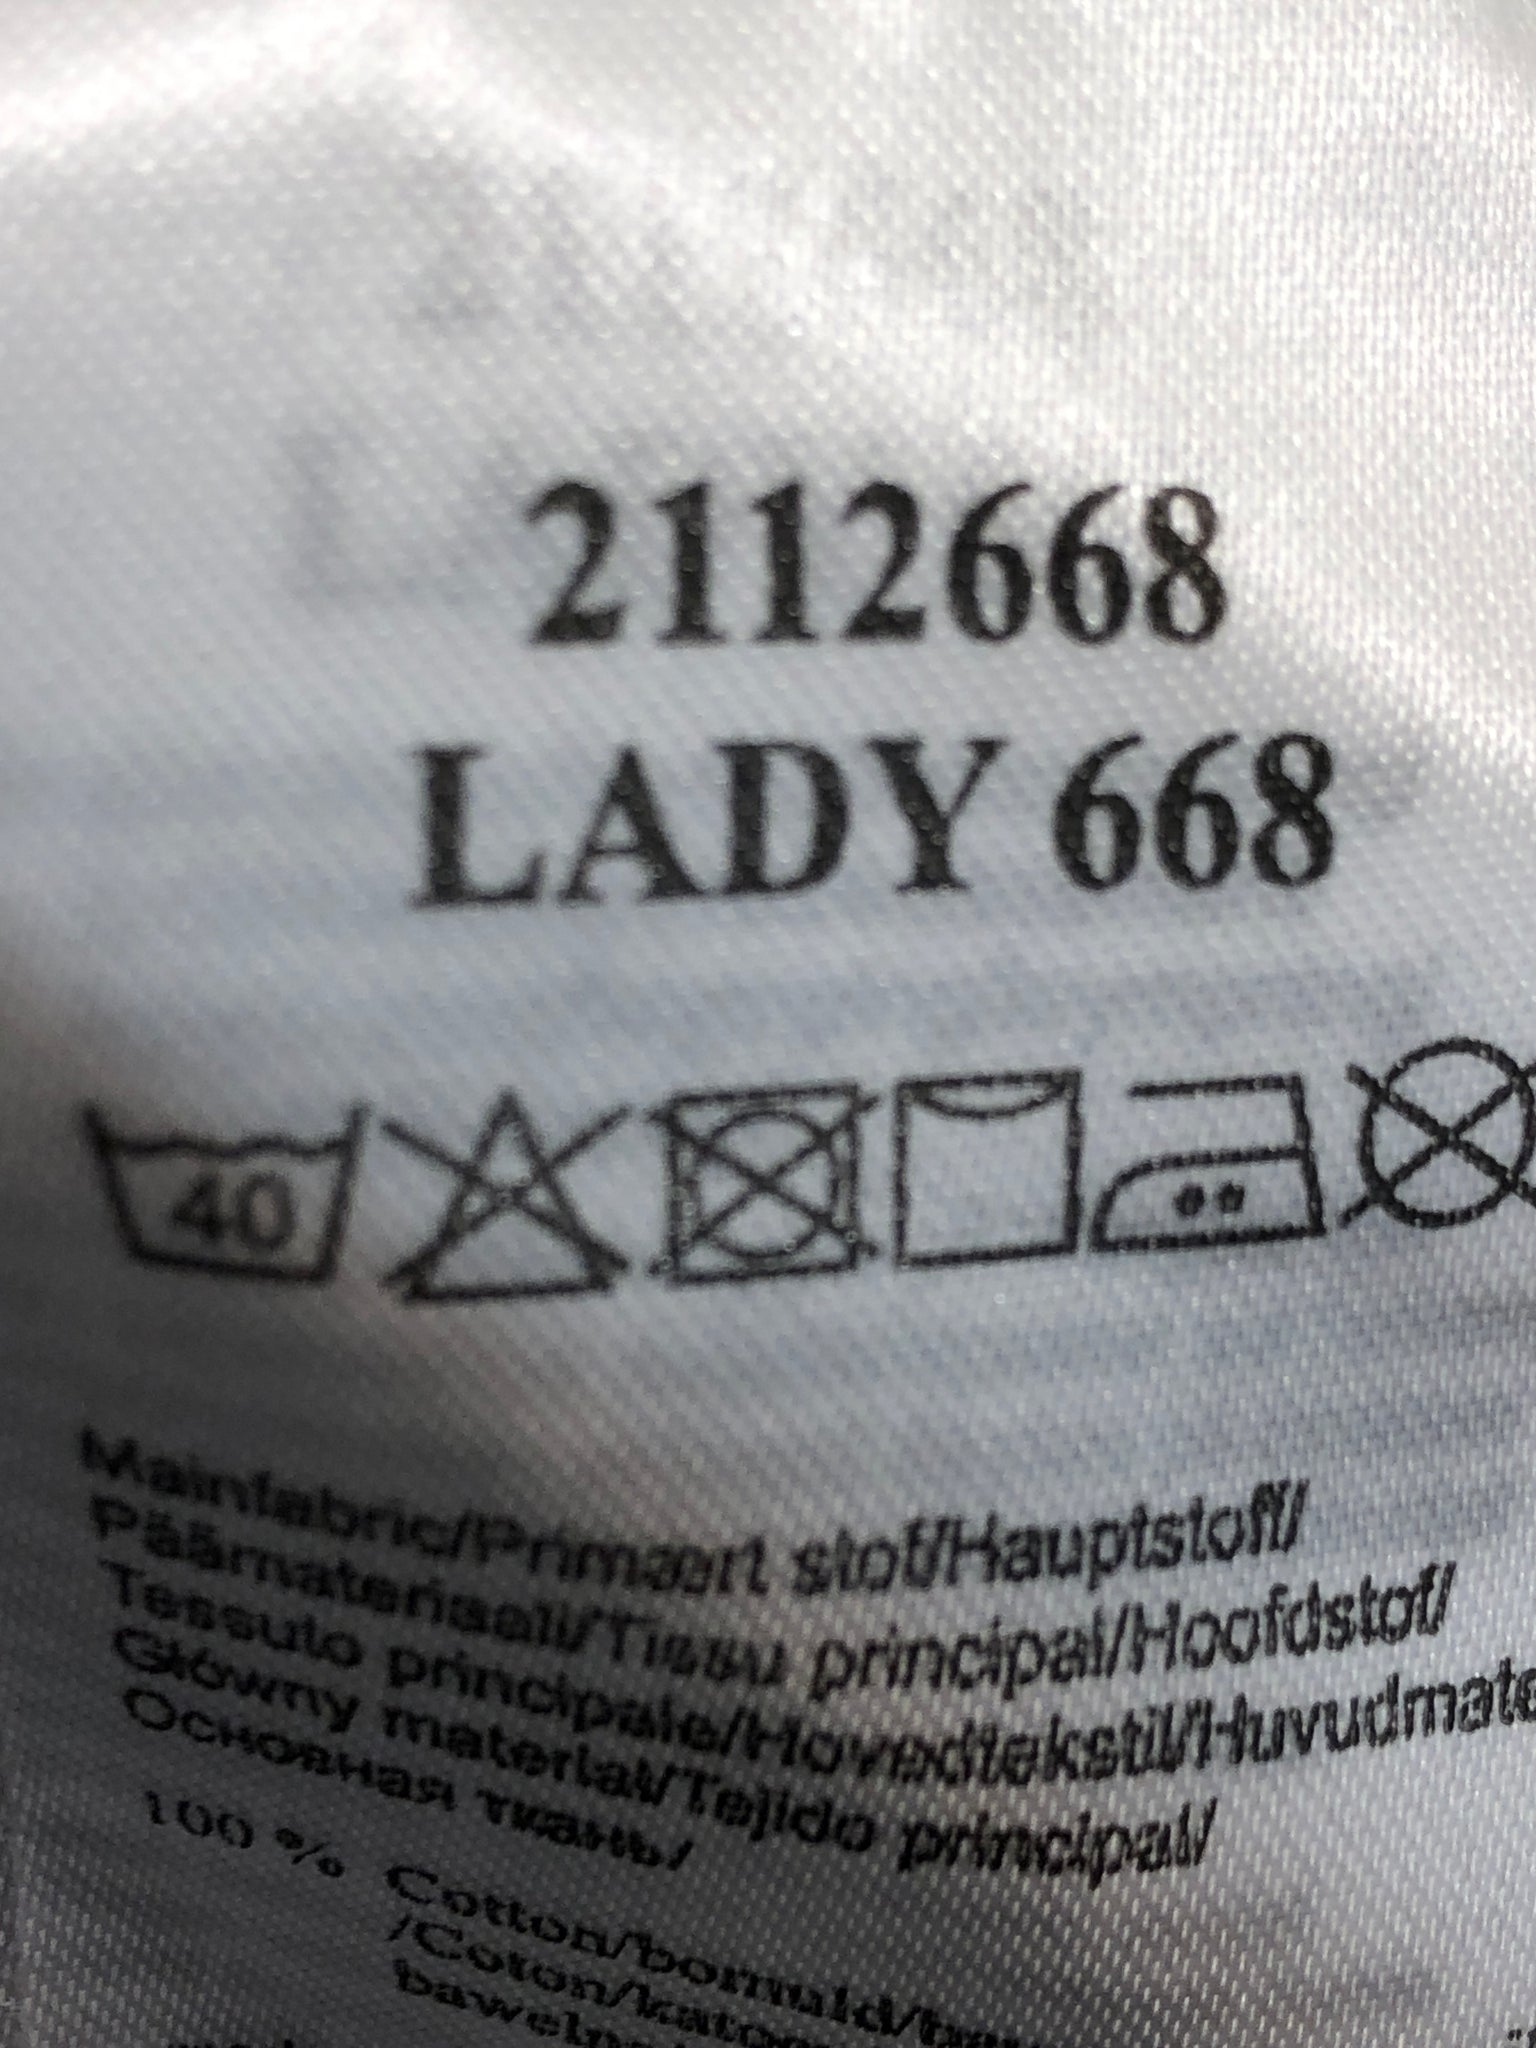 2112668
LADY 668
40
Mainfabric/Primært stof/Hauptstoff/
Päämateriaali/Tissu principal/Hoofdstof/
Tessuto principale/Hovedtekstil/Huvudmate
Główny materiał/Tejido principal/
Основная ткань/
100 % Cotton/bomuld/
/Coton/